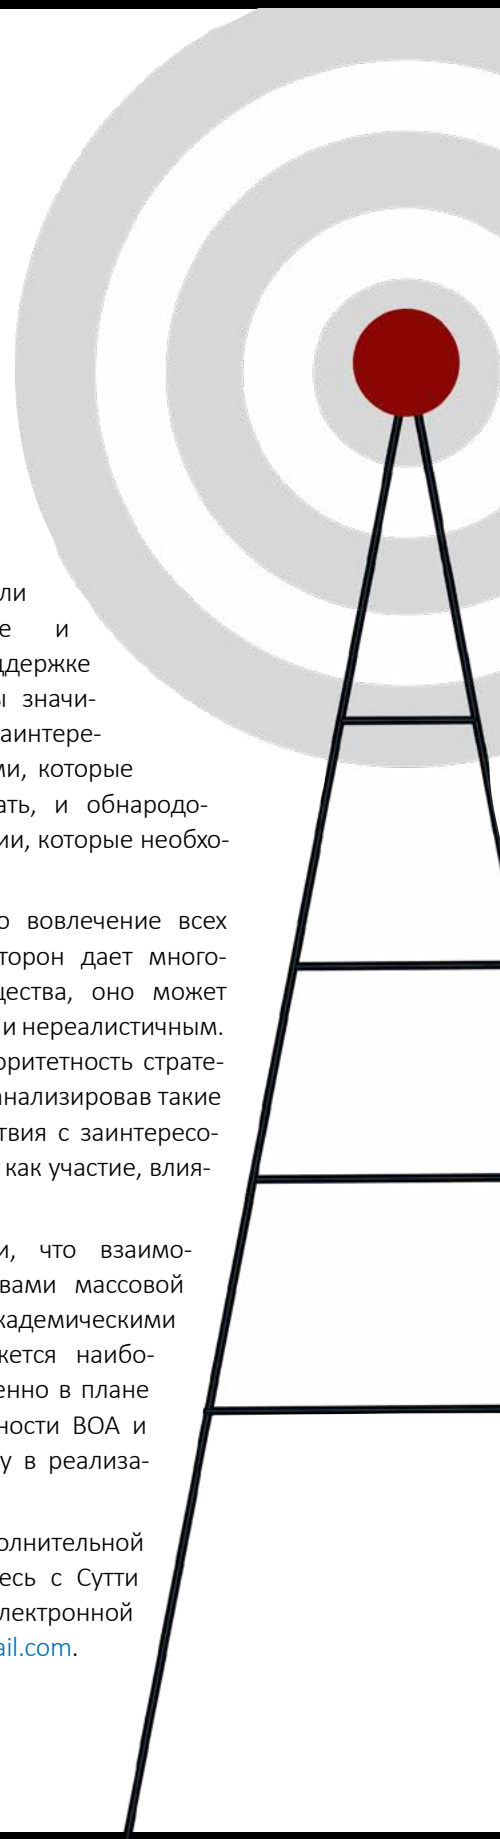 ли
е и
ддержке
ы значи-
аинтере-
ми, которые
ать, и обнародо-
ии, которые необхо-
о вовлечение всех
торон дает много-
щества, оно может
и нереалистичным.
оритетность страте-
анализировав такие
твия с заинтересо-
как участие, влия-
и, что взаимо-
вами массовой
кадемическими
жется наибо-
енно в плане
ности ВОА и
у в реализа-
олнительной
есь с Сутти
лектронной
ail.com.